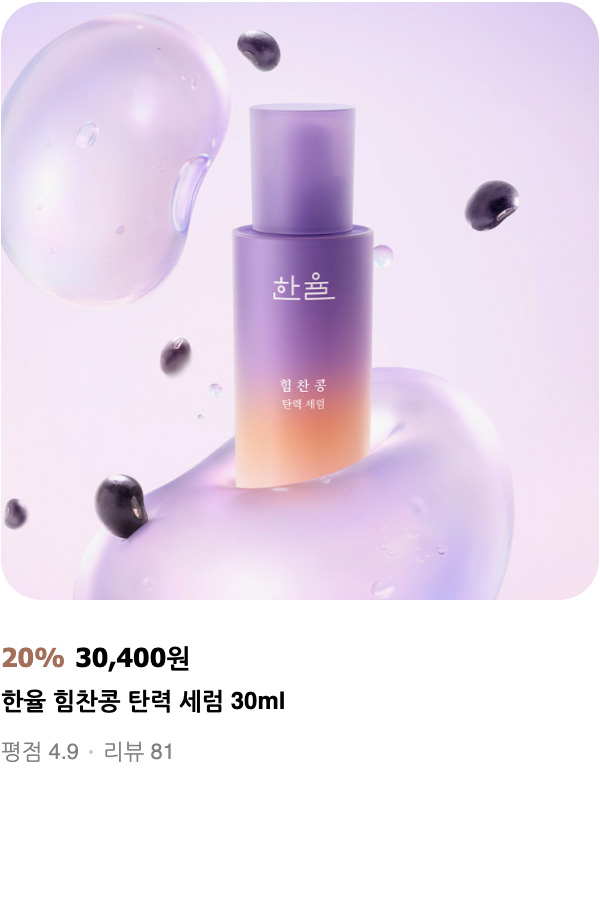 한율
힘찬콩
탄력 세럼
20% 30,400원
한율 힘찬콩 탄력 세럼 30ml
평점 4.9 • 리뷰 81